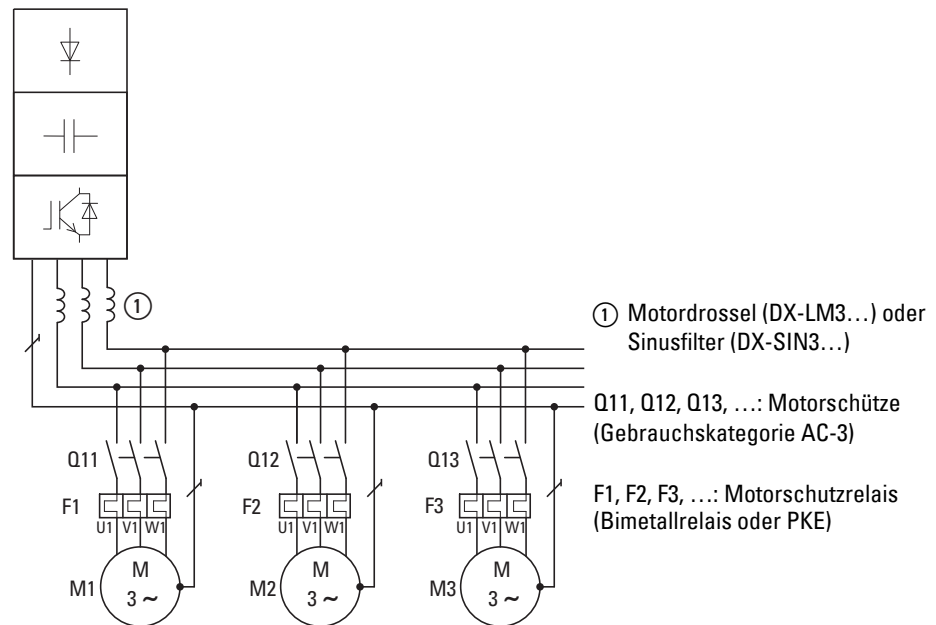 ① Motordrossel (DX-LM3…) oder
Sinusfilter (DX-SIN3…)
Q11, Q12, Q13, …: Motorschütze
(Gebrauchskategorie AC-3)
F1, F2, F3, …: Motorschutzrelais
(Bimetallrelais oder PKE)
①
Q11 Q12 Q13
F1 F2 F3
U1 V1 W1 U1 V1 W1 U1 V1 W1
M1 M 3 ~
M2 M 3 ~
M3 M 3 ~